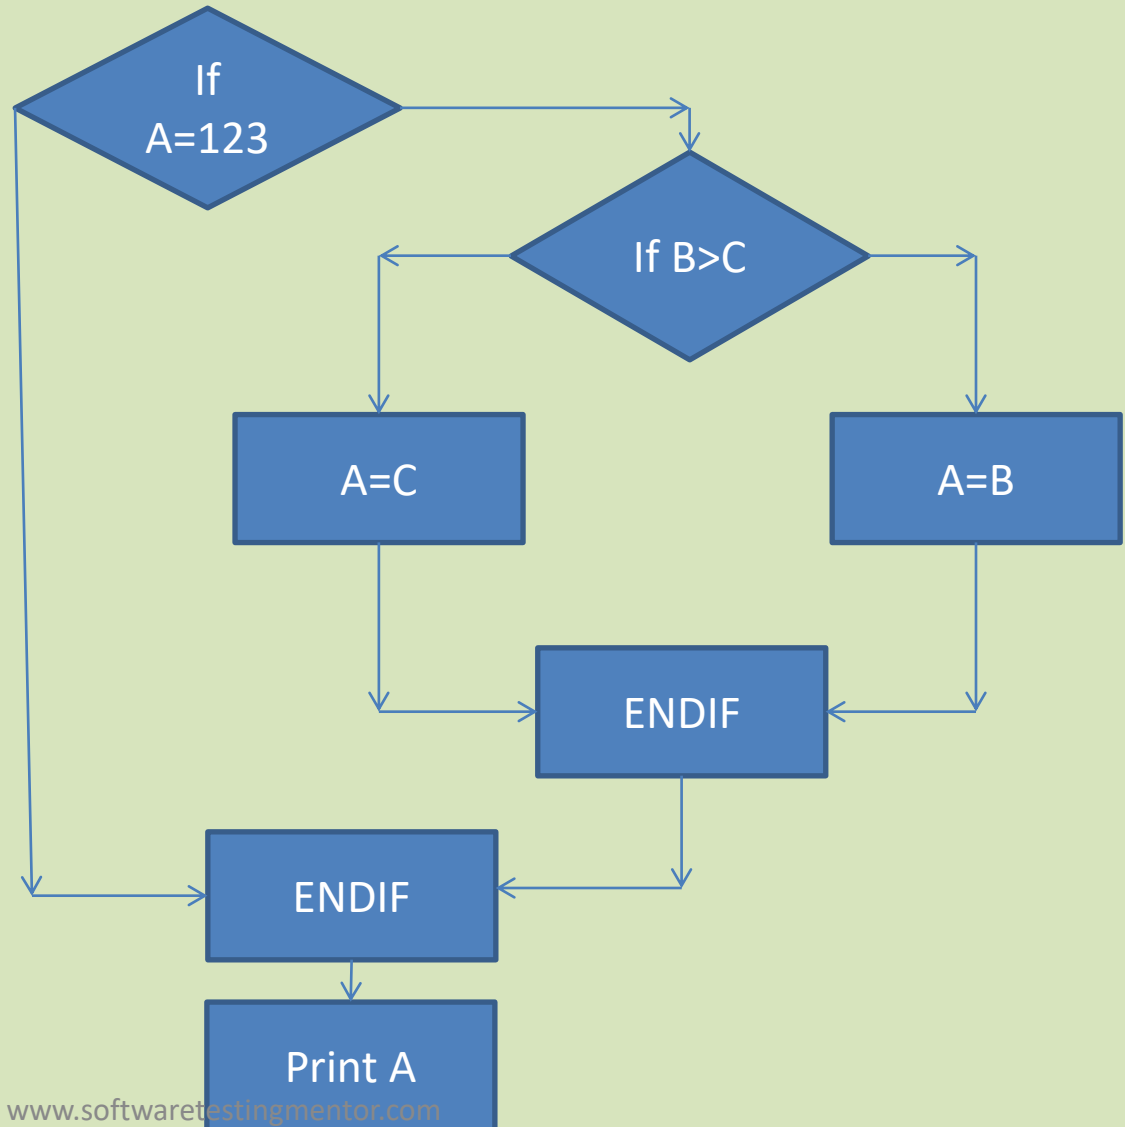 If
A=123
If B>C
A=C
A=B
ENDIF
ENDIF
Print A
www.softwaretestingmentor.com